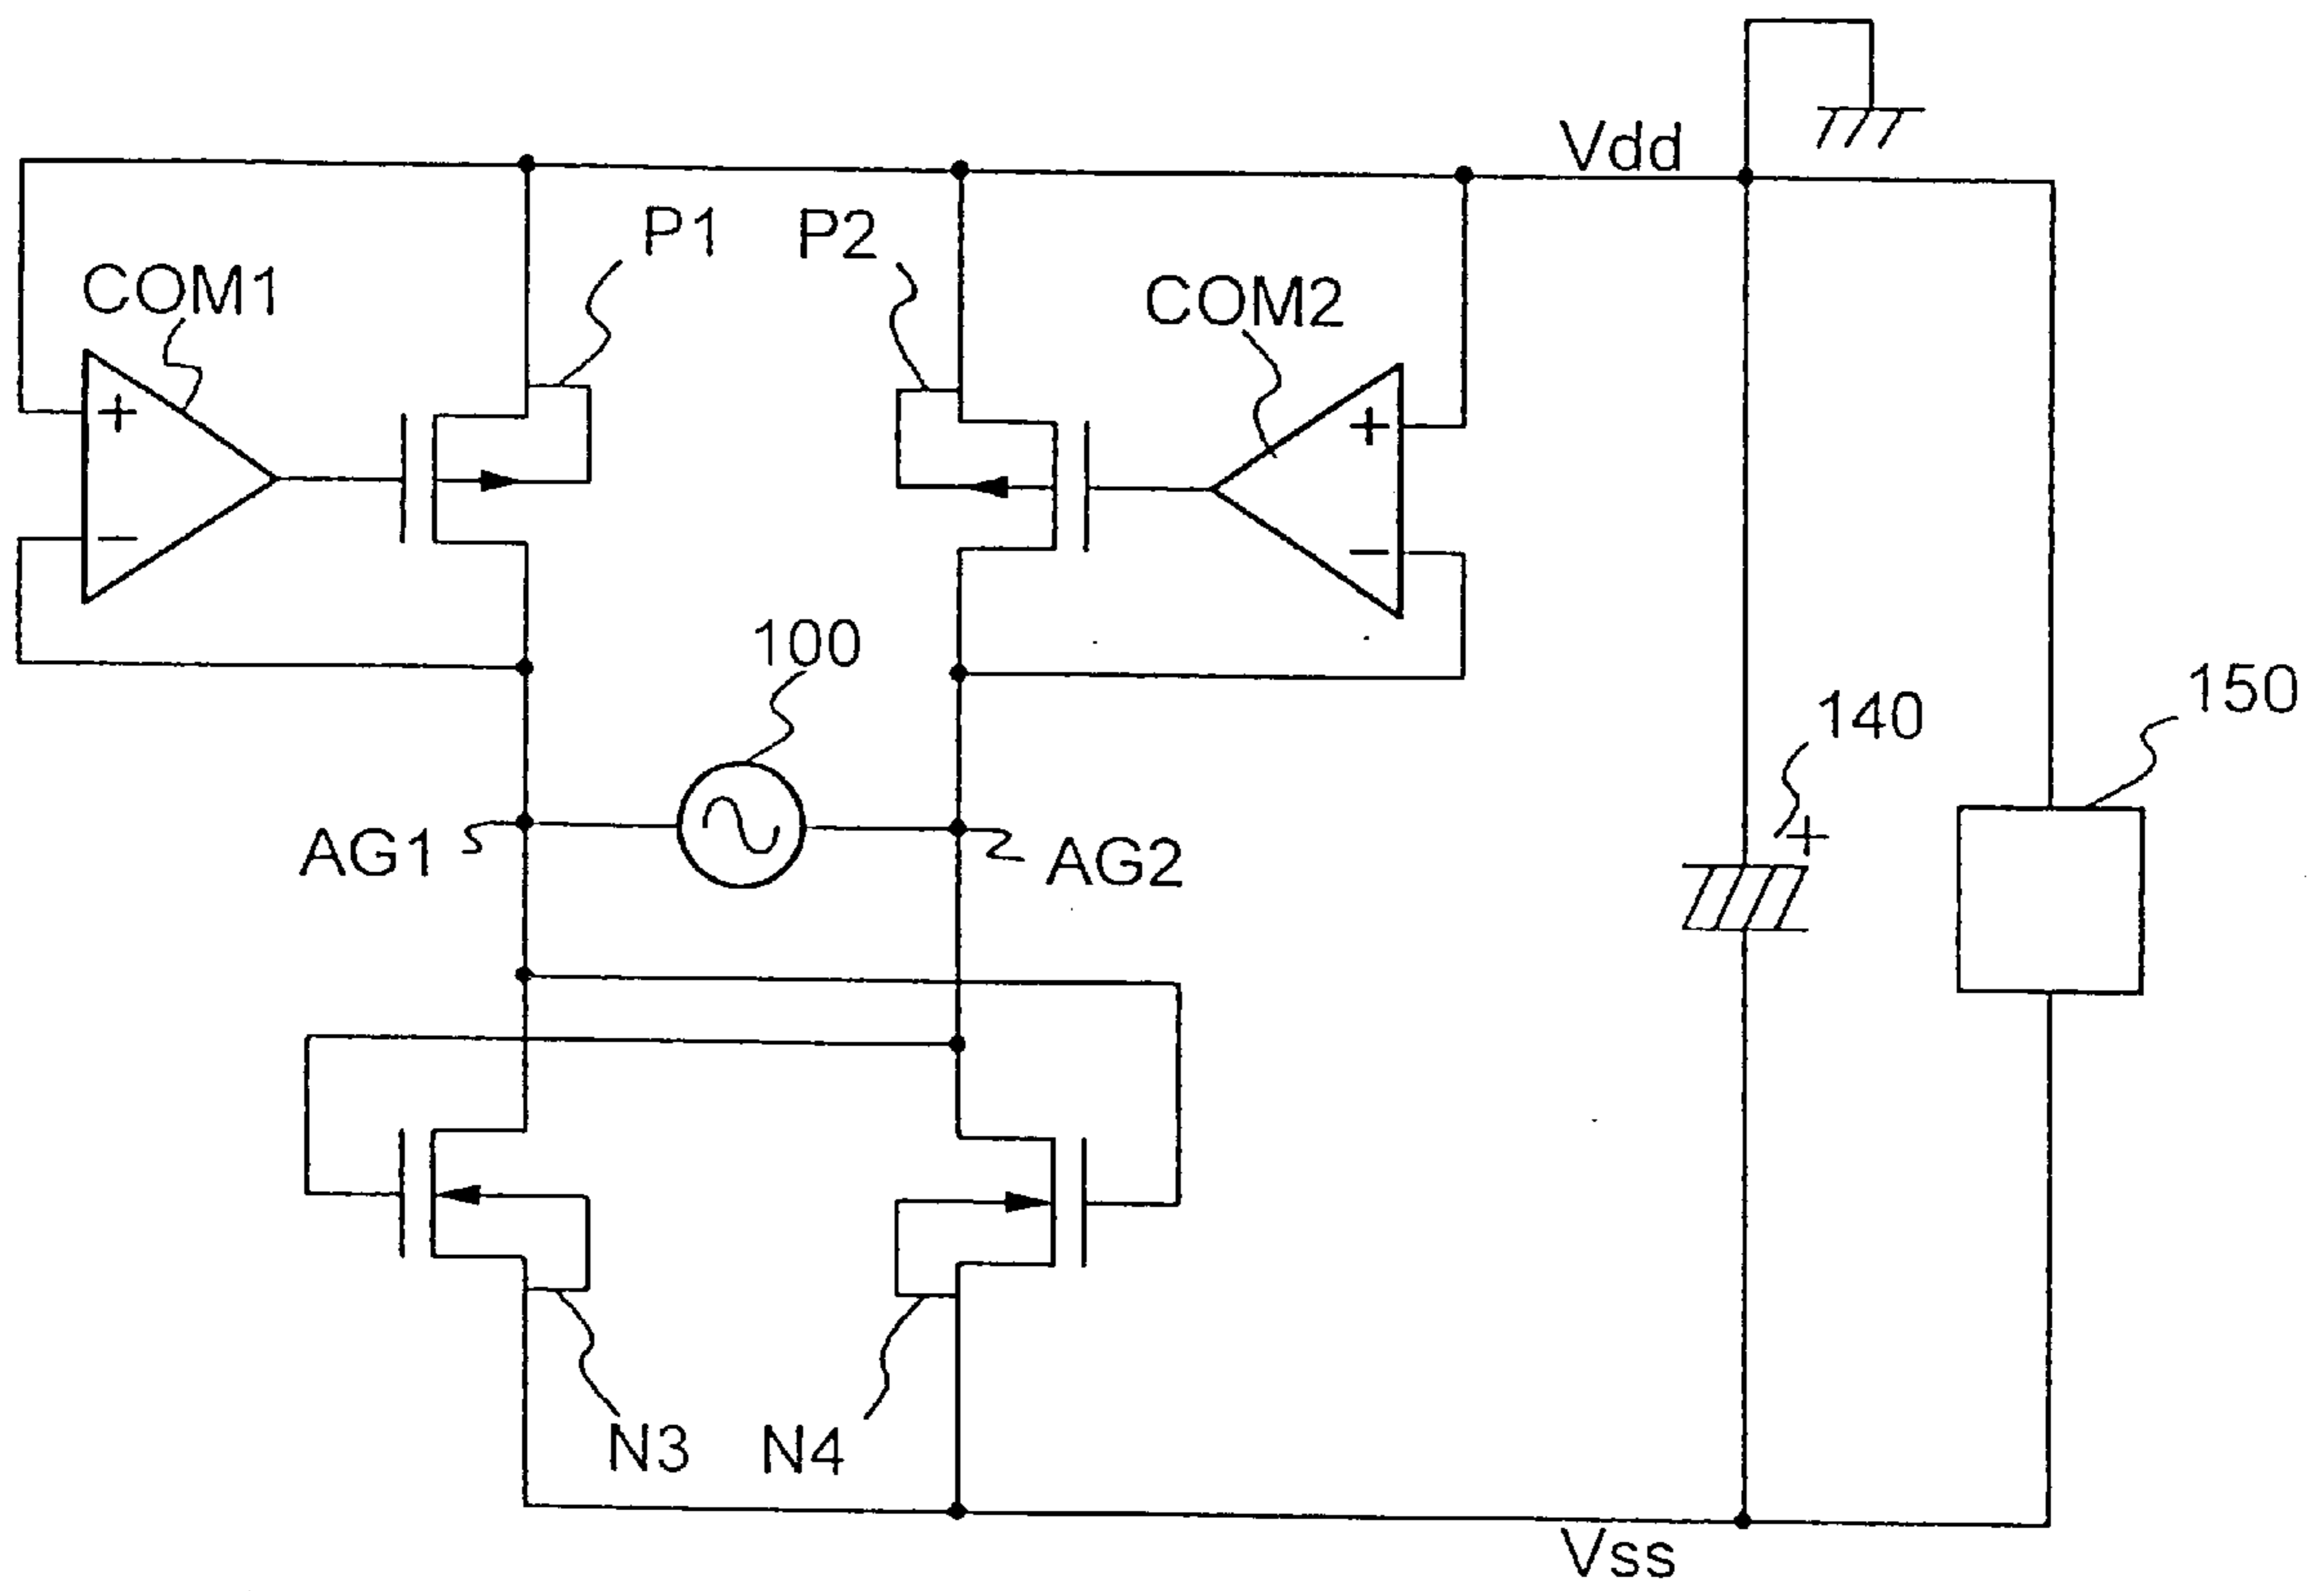 Vdd
P1
P2
COM1
COM2
+
+
−
−
100
140
150
+
AG1
AG2
N3
N4
Vss